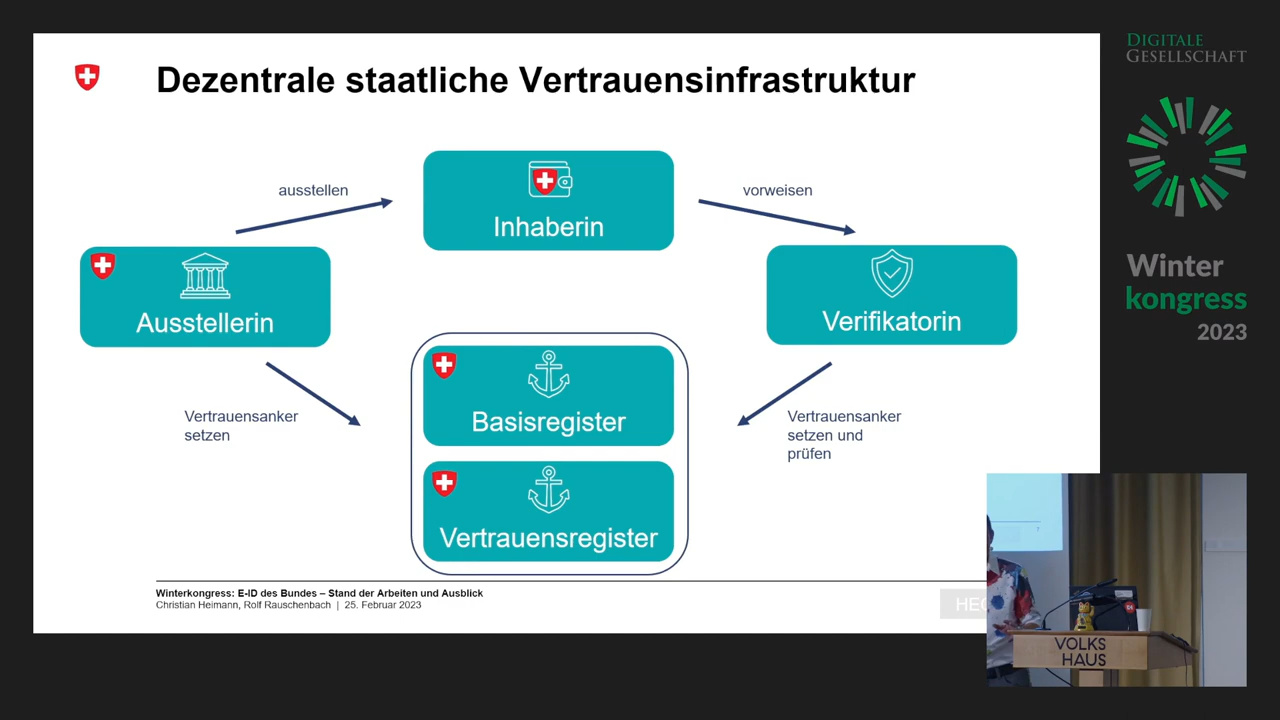 Dezentrale staatliche Vertrauensinfrastruktur
ausstellen
Inhaberin
vorweisen
Ausstellerin
Verifikatorin
Basisregister
Vertrauensanker
setzen
Vertrauensanker
setzen und
prüfen
Vertrauensregister
Winterkongress: E-ID des Bundes – Stand der Arbeiten und Ausblick
Christian Heimann, Rolf Rauschenbach | 25. Februar 2023
DIGITALE
GESELLSCHAFT
Winter
kongress
2023
VOLKS
HAUS